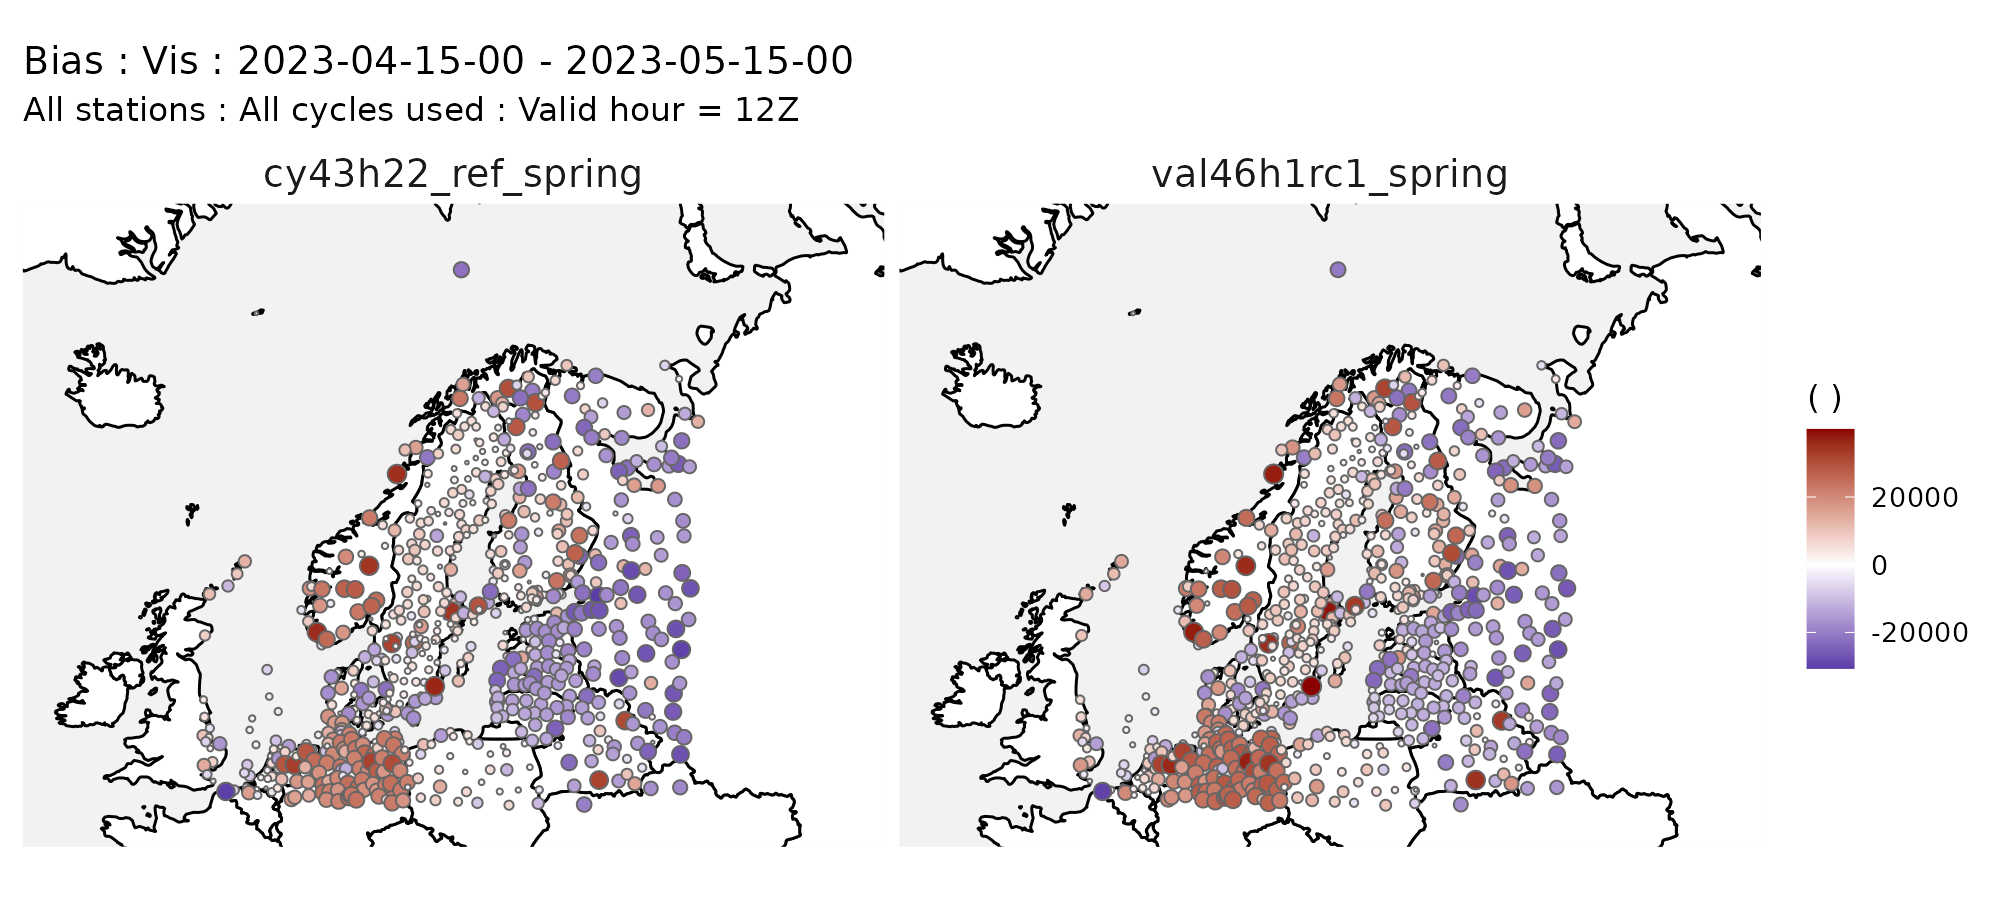 Bias : Vis : 2023-04-15-00 - 2023-05-15-00
All stations : All cycles used : Valid hour = 12Z
cy43h22_ref_spring
val46h1rc1_spring
( )
20000
0
-20000